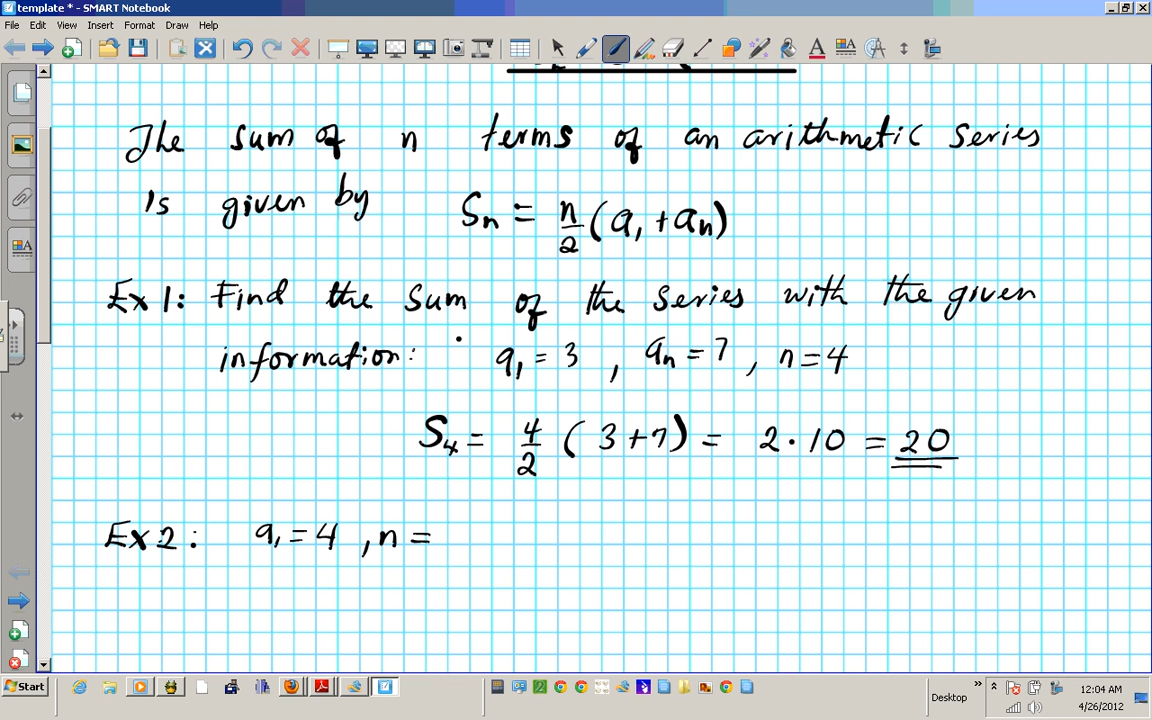 template * - SMART Notebook
File Edit View Insert Format Draw Help
The sum of n terms of an arithmetic series
is given by Sn = n/2 (a₁ + an)
Ex 1: Find the sum of the series with the given
information: a₁ = 3 , an = 7 , n = 4
S₄ = 4/2 ( 3 + 7 ) = 2 · 10 = 20
Ex 2 : a₁ = 4 , n =
Start
Desktop
12:04 AM
4/26/2012